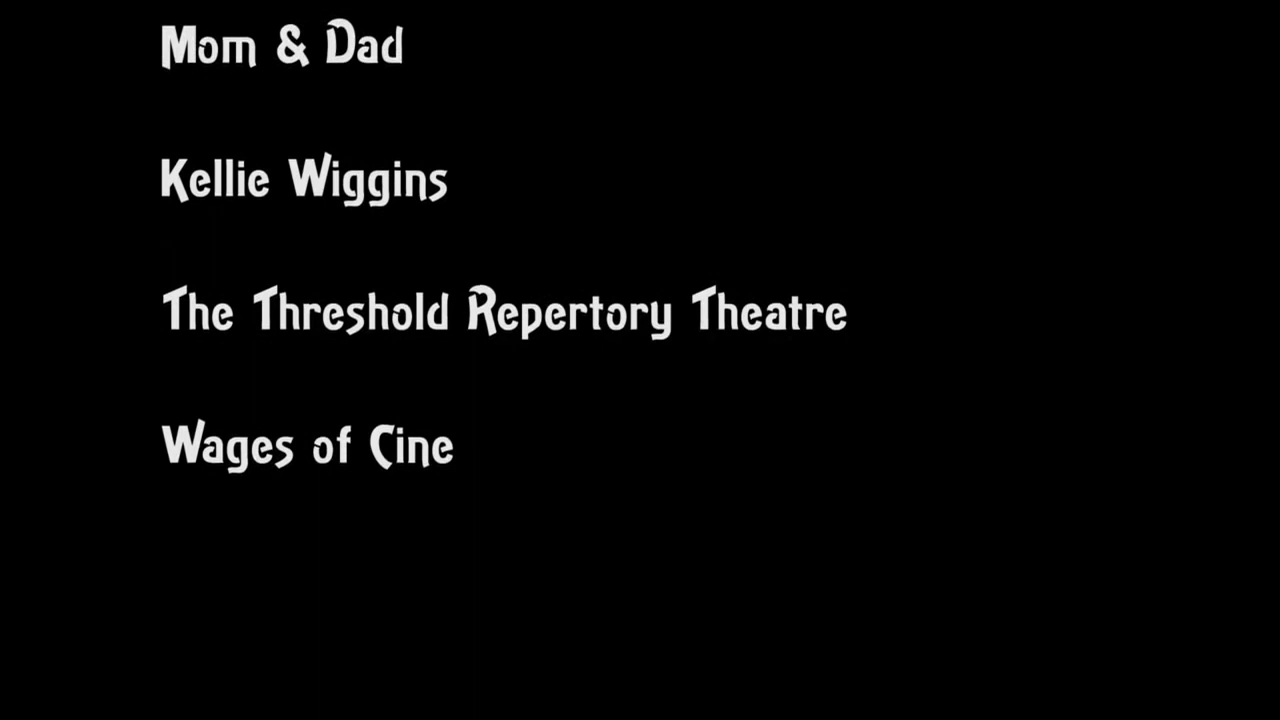 Mom & Dad
Kellie Wiggins
The Threshold Repertory Theatre
Wages of Cine